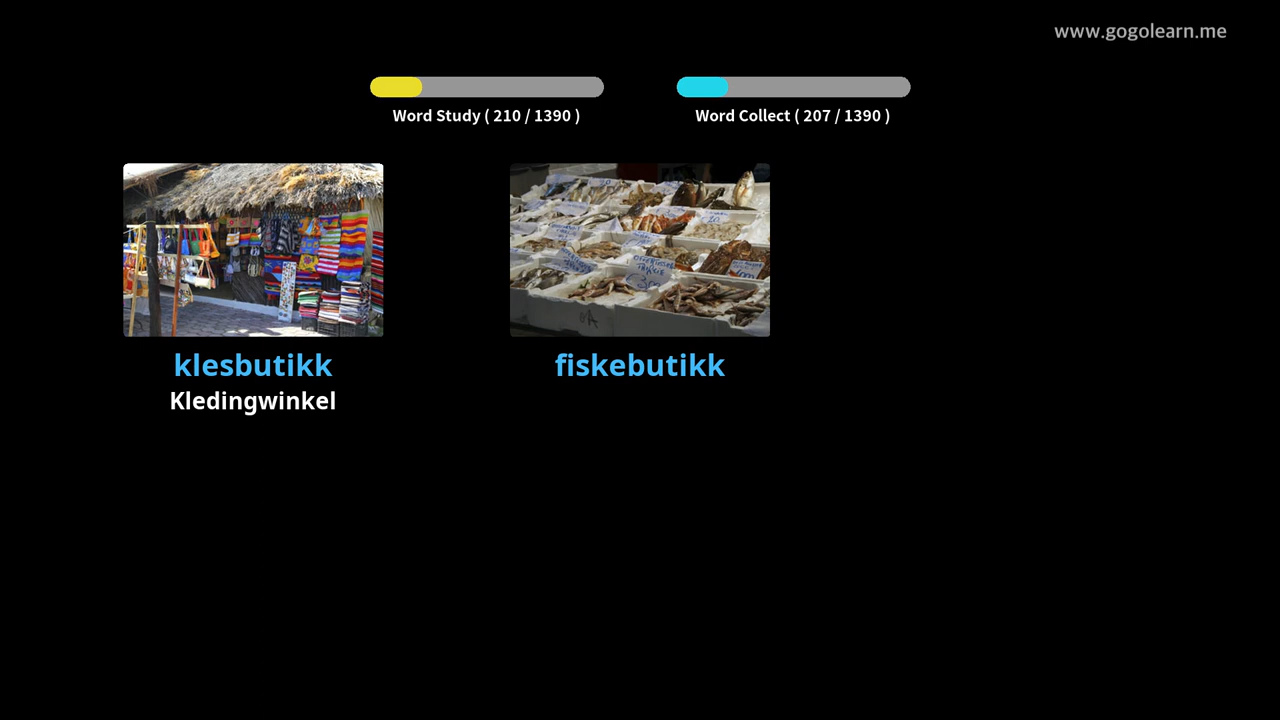 www.gogolearn.me
Word Study ( 210 / 1390 )
Word Collect ( 207 / 1390 )
klesbutikk
fiskebutikk
Kledingwinkel